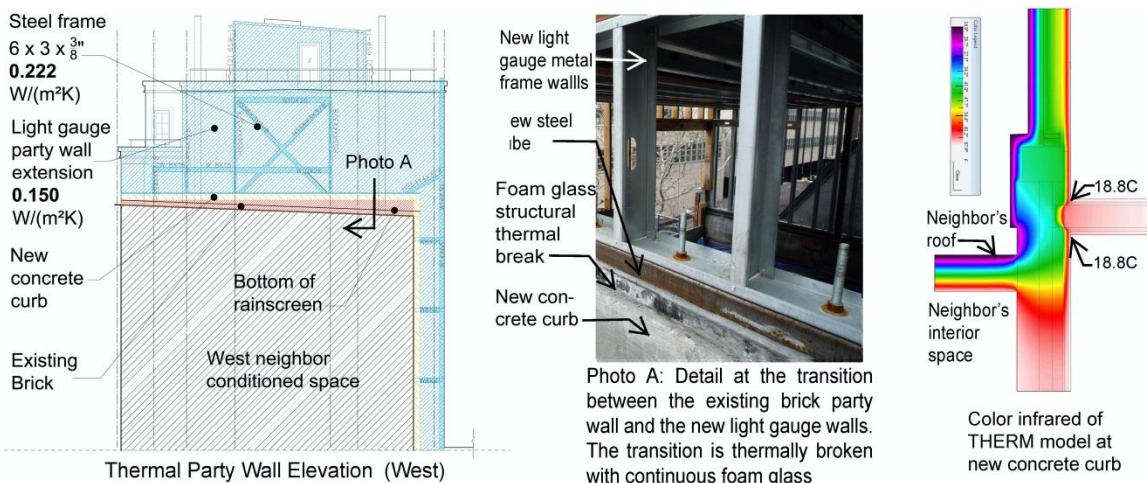 Steel frame
6 x 3 x 3/8"
0.222
W/(m²K)
Light gauge
party wall
extension
0.150
W/(m²K)
New
concrete
curb
Existing
Brick
Photo A
Bottom of
rainscreen
West neighbor
conditioned space
Thermal Party Wall Elevation (West)
New light
gauge metal
frame wallls
ew steel
ıbe
Foam glass
structural
thermal
break
New con-
crete curb
Photo A: Detail at the transition
between the existing brick party
wall and the new light gauge walls.
The transition is thermally broken
with continuous foam glass
Color Legend
18.8C
Neighbor's
roof
18.8C
Neighbor's
interior
space
Color infrared of
THERM model at
new concrete curb